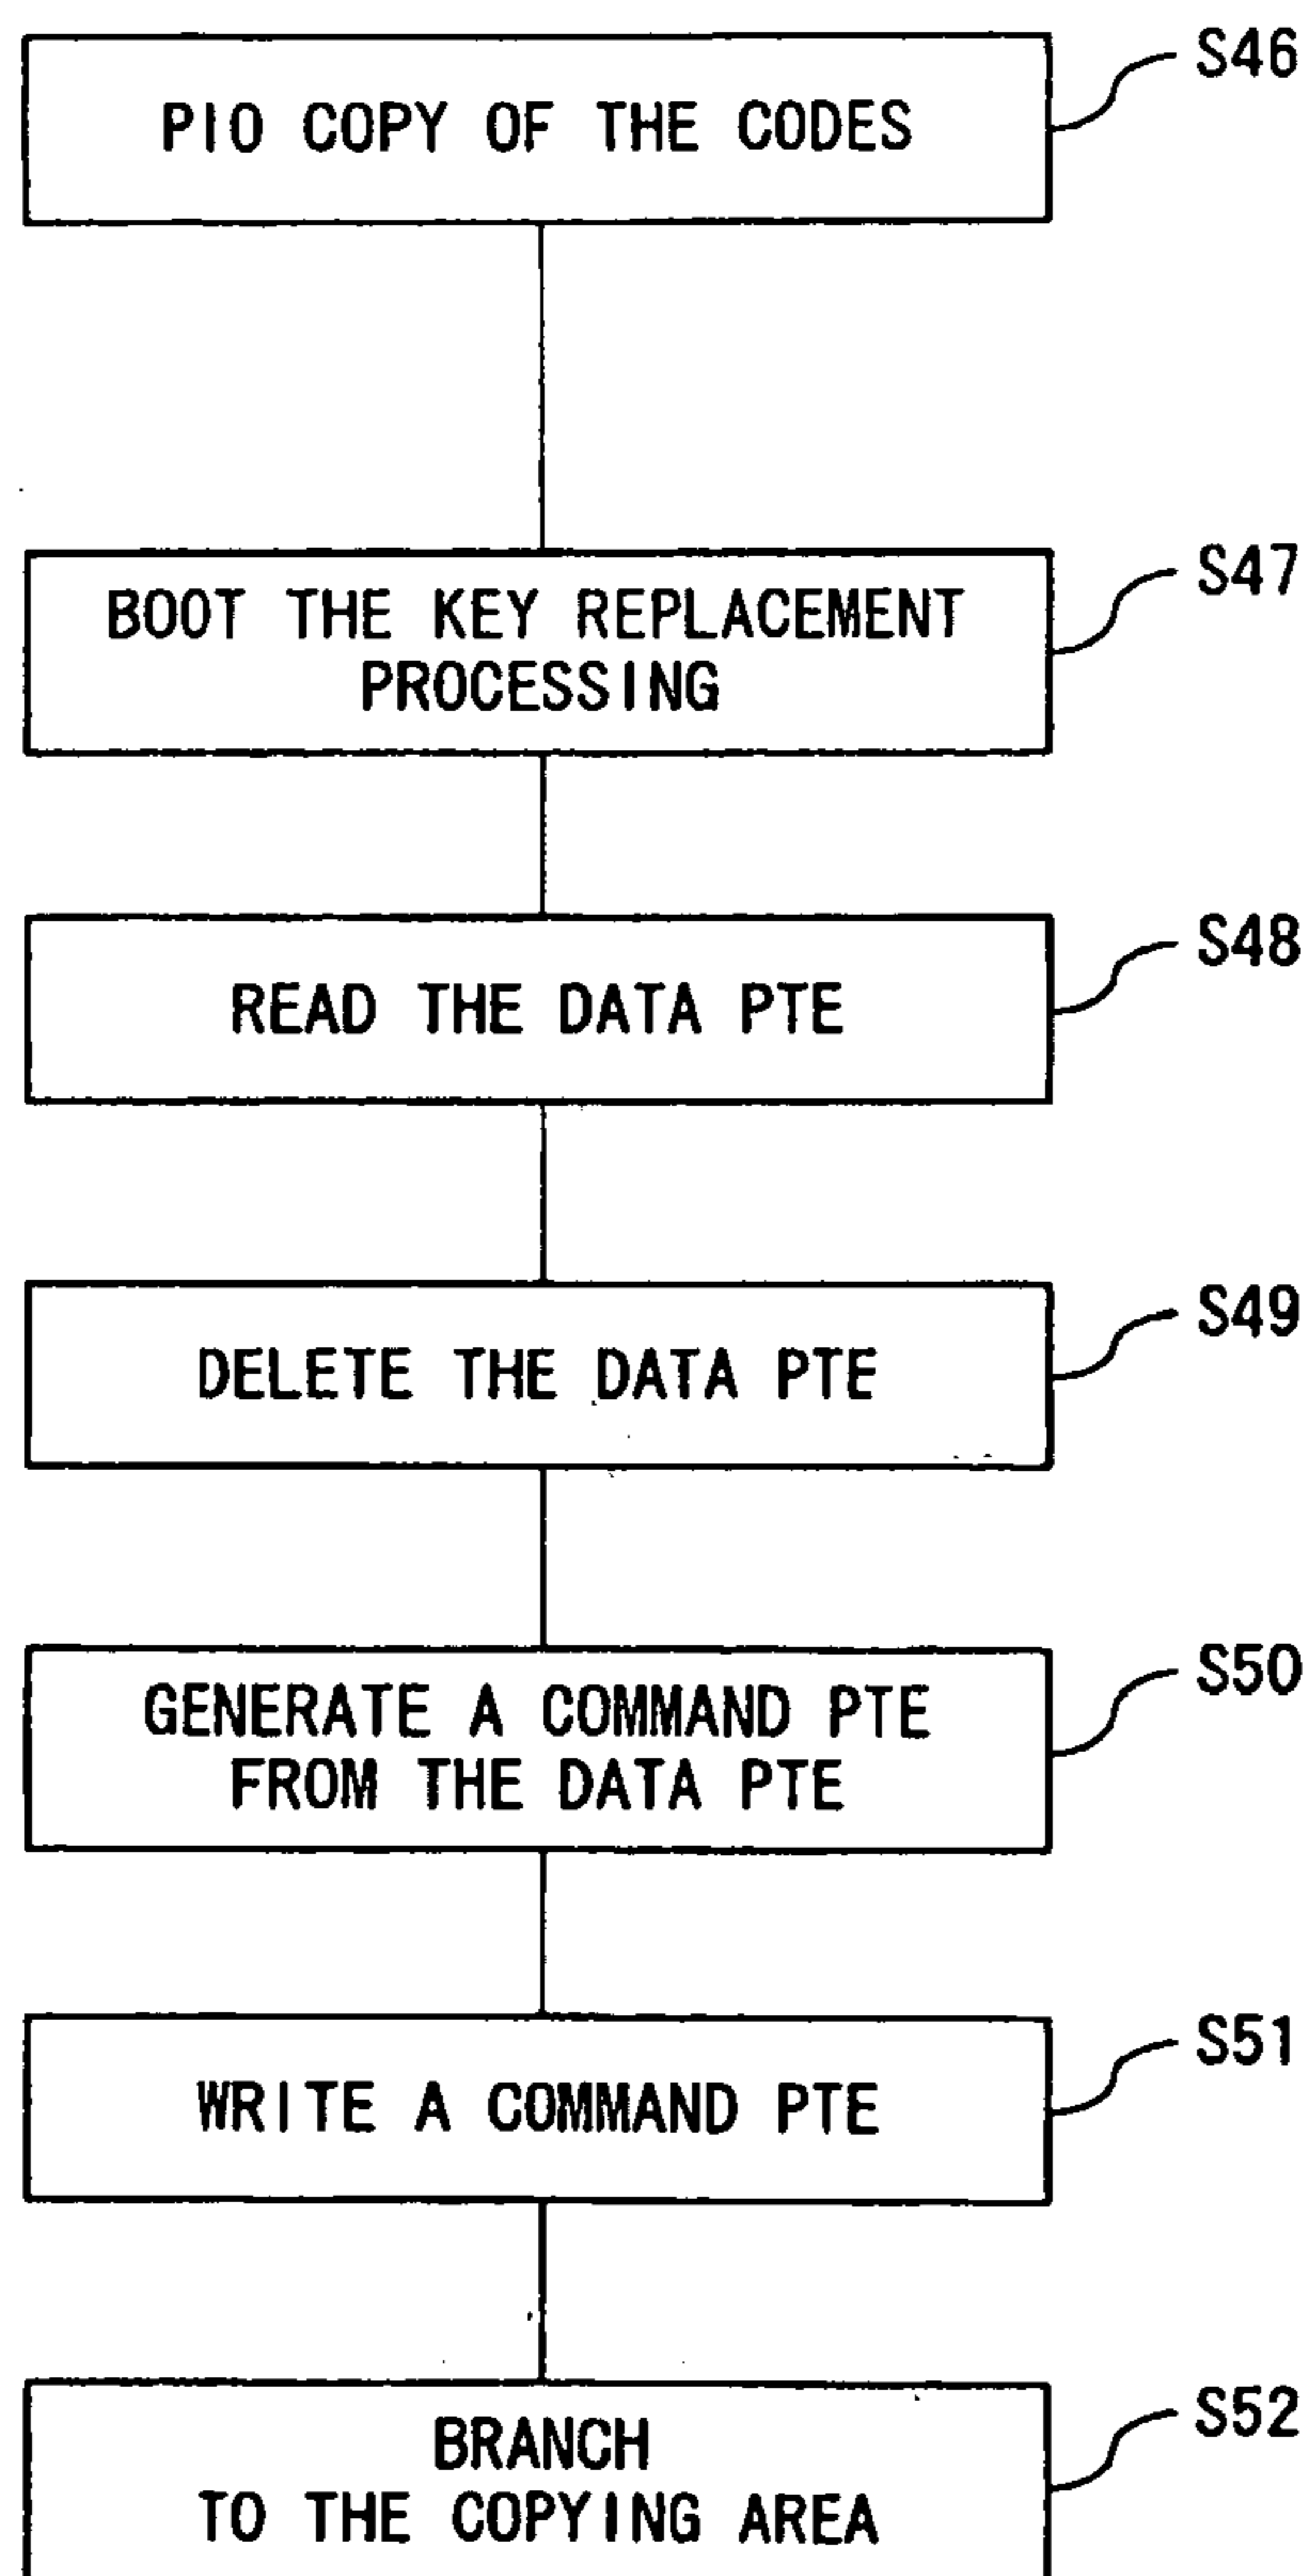 S46
PIO COPY OF THE CODES
S47
BOOT THE KEY REPLACEMENT
PROCESSING
S48
READ THE DATA PTE
S49
DELETE THE DATA PTE
S50
GENERATE A COMMAND PTE
FROM THE DATA PTE
S51
WRITE A COMMAND PTE
S52
BRANCH
TO THE COPYING AREA